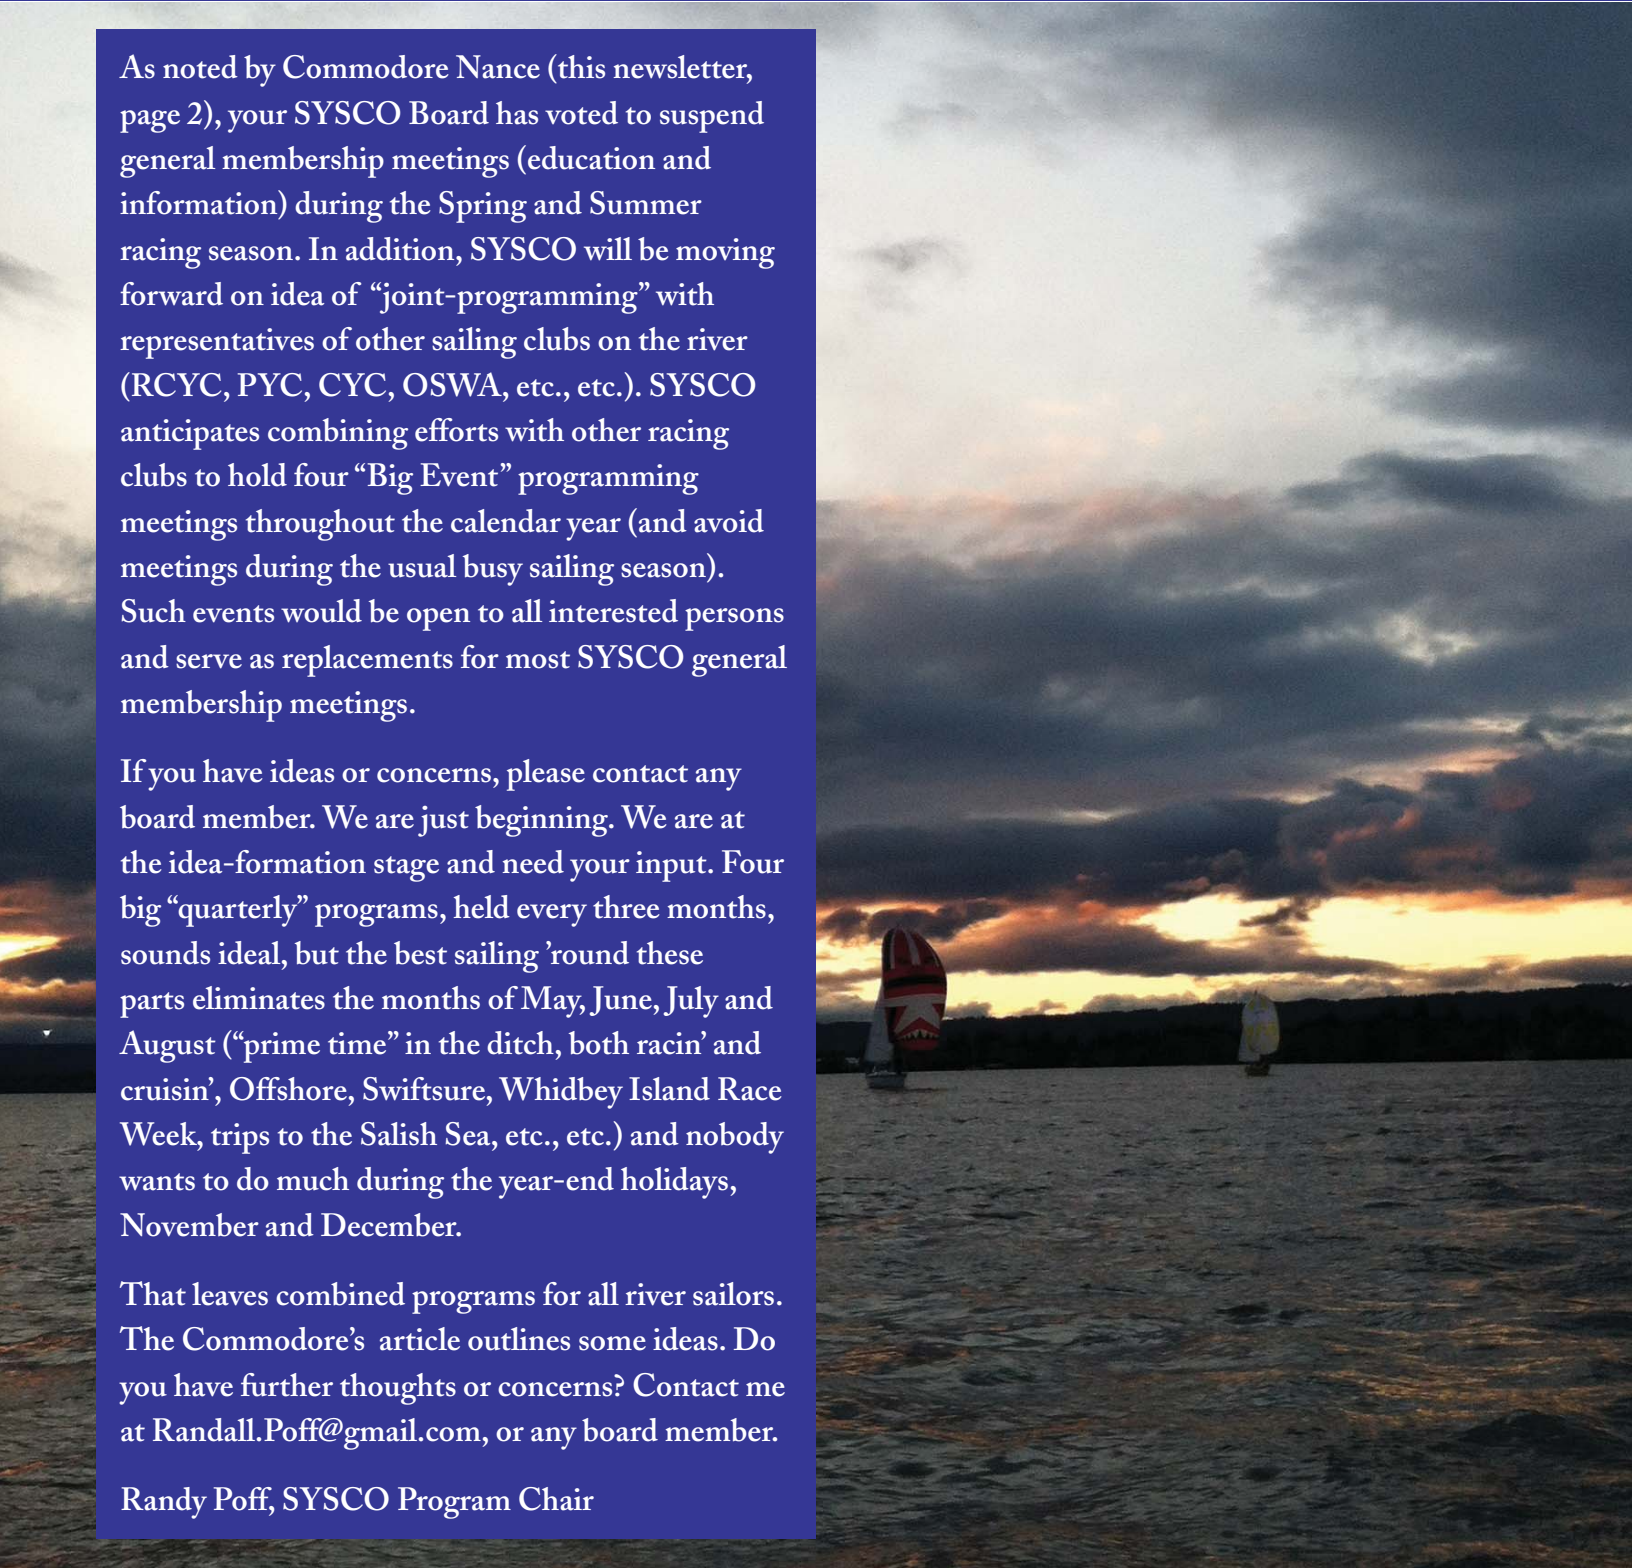 As noted by Commodore Nance (this newsletter,
page 2), your SYSCO Board has voted to suspend
general membership meetings (education and
information) during the Spring and Summer
racing season. In addition, SYSCO will be moving
forward on idea of “joint-programming” with
representatives of other sailing clubs on the river
(RCYC, PYC, CYC, OSWA, etc., etc.). SYSCO
anticipates combining efforts with other racing
clubs to hold four “Big Event” programming
meetings throughout the calendar year (and avoid
meetings during the usual busy sailing season).
Such events would be open to all interested persons
and serve as replacements for most SYSCO general
membership meetings.
If you have ideas or concerns, please contact any
board member. We are just beginning. We are at
the idea-formation stage and need your input. Four
big “quarterly” programs, held every three months,
sounds ideal, but the best sailing ’round these
parts eliminates the months of May, June, July and
August (“prime time” in the ditch, both racin’ and
cruisin’, Offshore, Swiftsure, Whidbey Island Race
Week, trips to the Salish Sea, etc., etc.) and nobody
wants to do much during the year-end holidays,
November and December.
That leaves combined programs for all river sailors.
The Commodore’s article outlines some ideas. Do
you have further thoughts or concerns? Contact me
at Randall.Poff@gmail.com, or any board member.
Randy Poff, SYSCO Program Chair